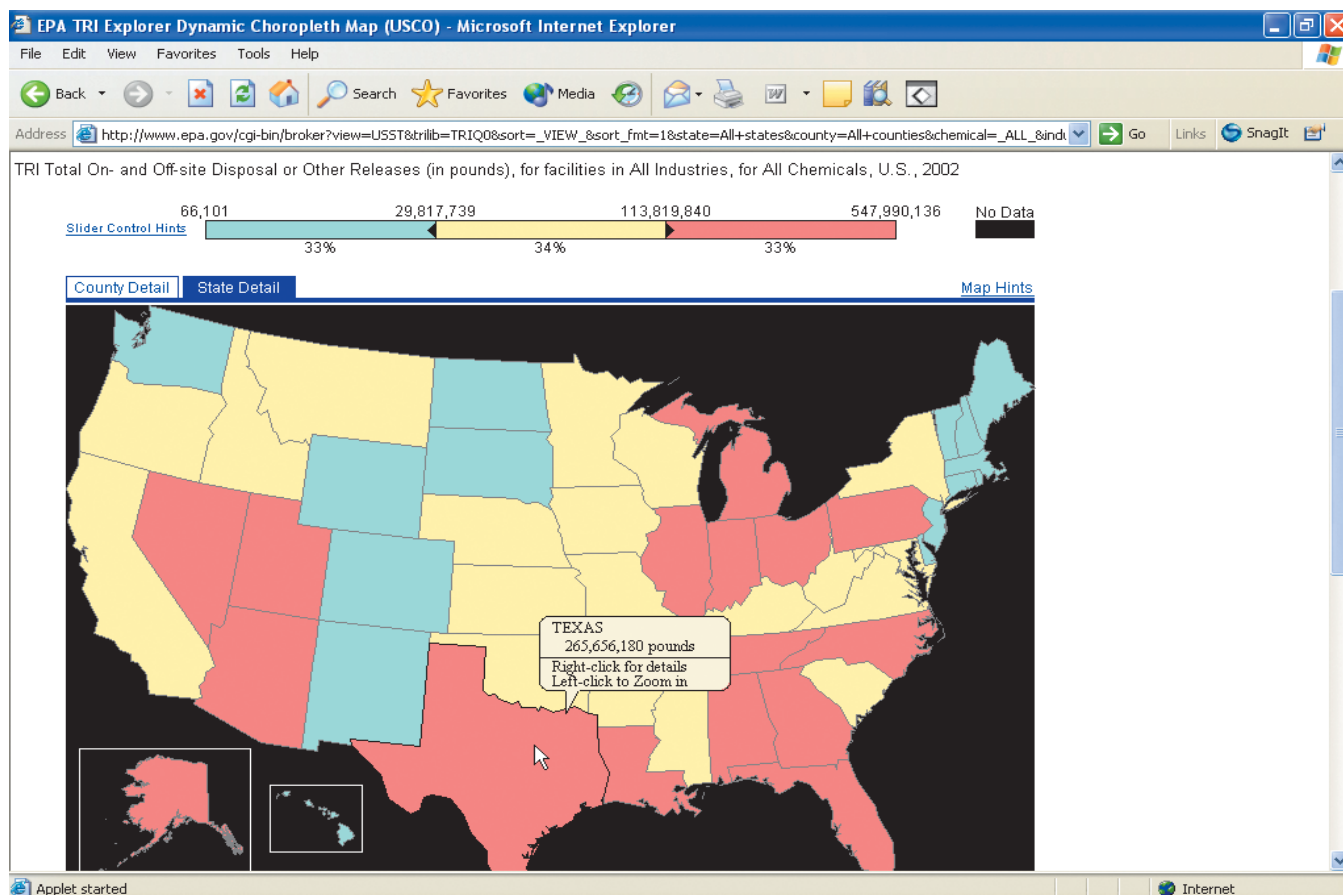 EPA TRI Explorer Dynamic Choropleth Map (USCO) - Microsoft Internet Explorer
File Edit View Favorites Tools Help
Back Search Favorites Media W
Address http://www.epa.gov/cgi-bin/broker?view=USST&trilib=TRIQ0&sort=_VIEW_&sort_fmt=1&state=All+states&county=All+counties&chemical=_ALL_&indu Go Links SnagIt
TRI Total On- and Off-site Disposal or Other Releases (in pounds), for facilities in All Industries, for All Chemicals, U.S., 2002
66,101 29,817,739 113,819,840 547,990,136 No Data
Slider Control Hints
33% 34% 33%
County Detail State Detail Map Hints
TEXAS
265,656,180 pounds
Right-click for details
Left-click to Zoom in
Applet started Internet